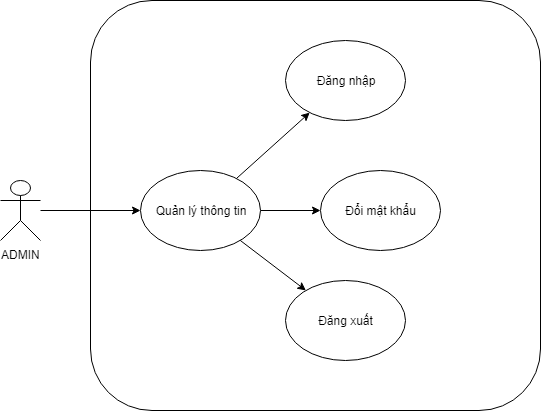 Đăng nhập
Quản lý thông tin
Đổi mật khẩu
ADMIN
Đăng xuất